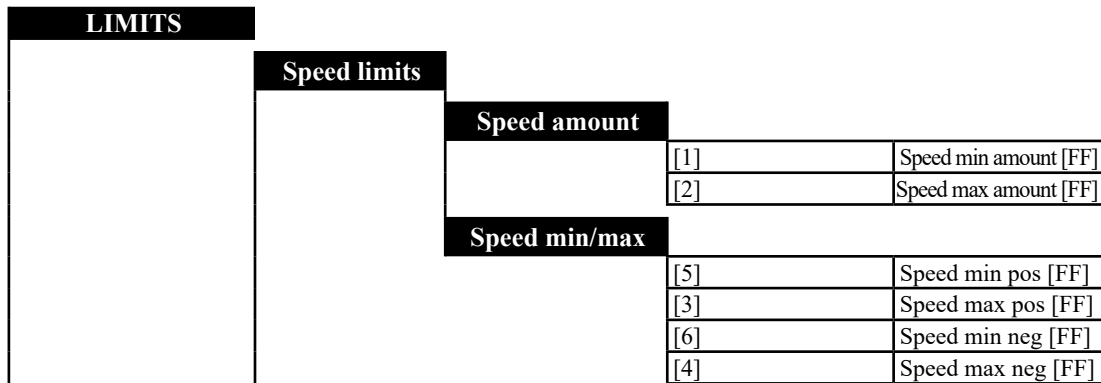 LIMITS
Speed limits
Speed amount
[1] Speed min amount [FF]
[2] Speed max amount [FF]
Speed min/max
[5] Speed min pos [FF]
[3] Speed max pos [FF]
[6] Speed min neg [FF]
[4] Speed max neg [FF]